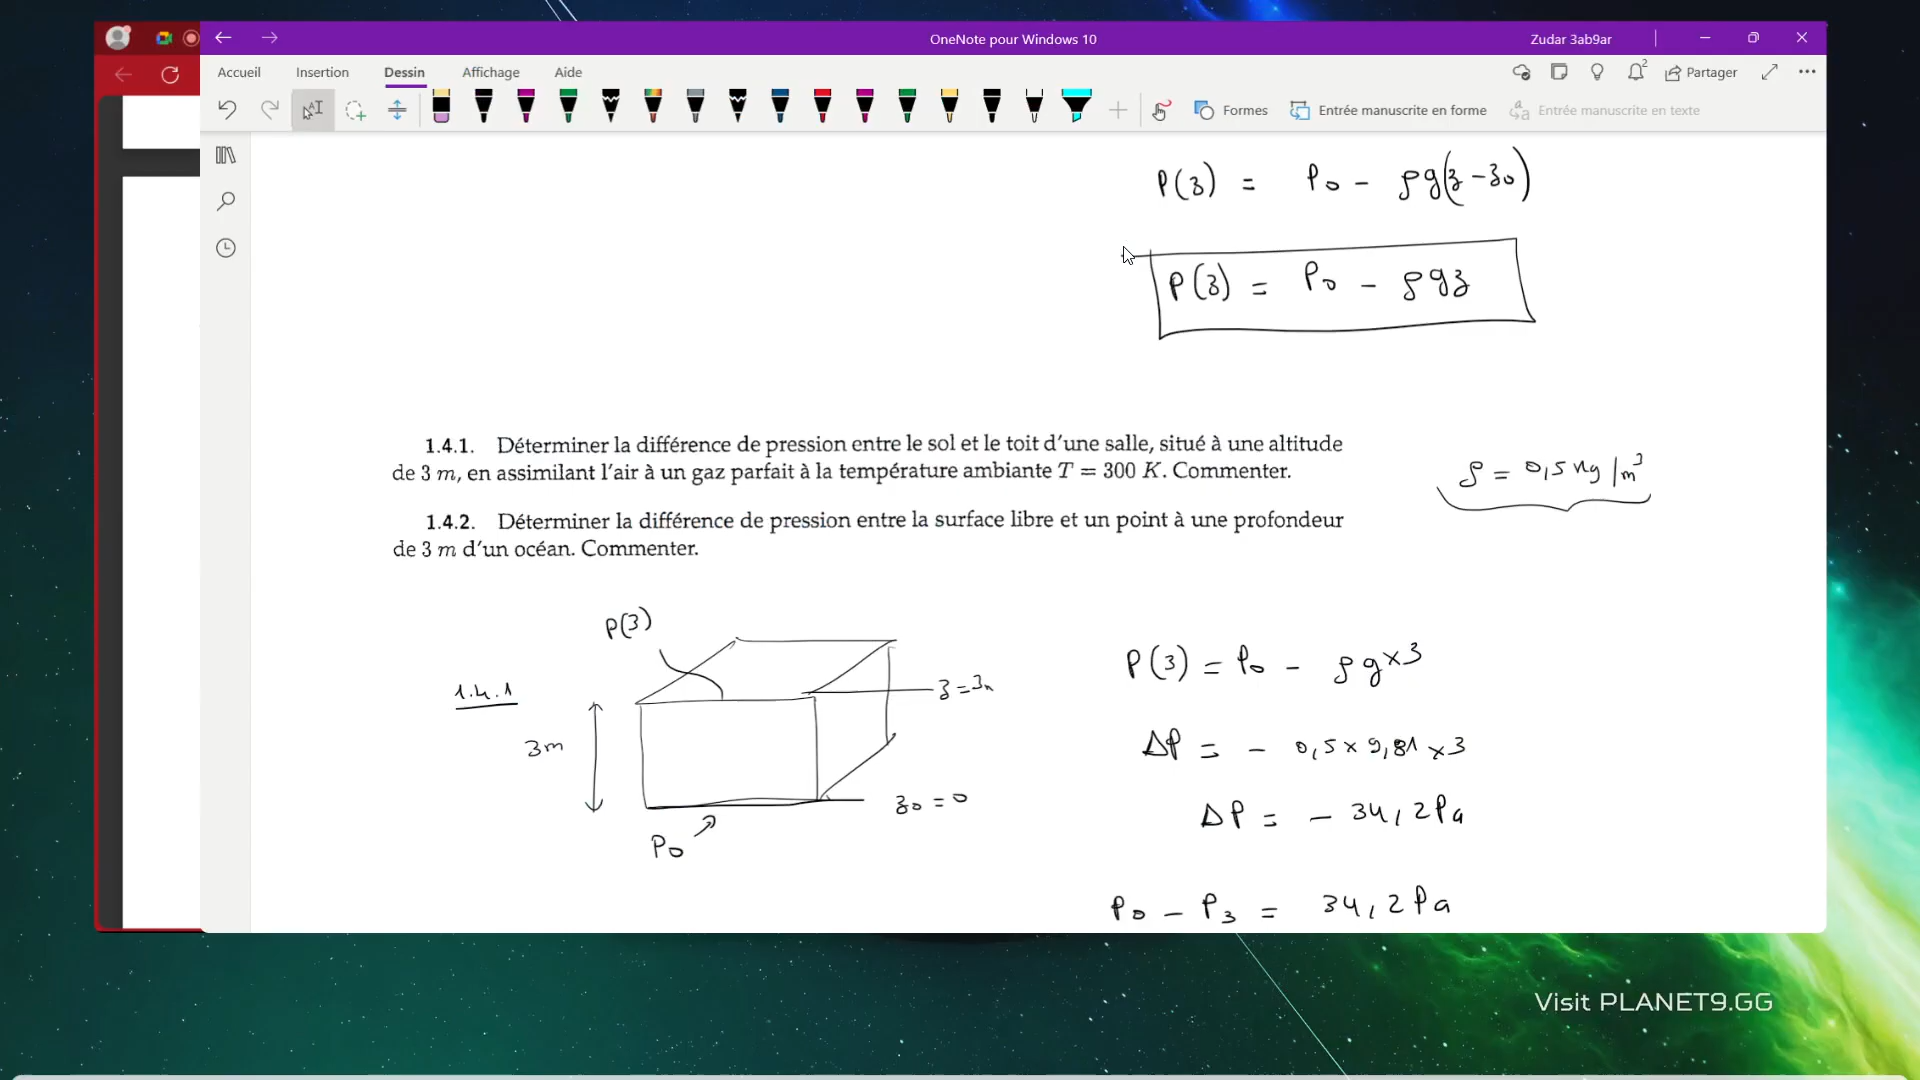 OneNote pour Windows 10
Zudar 3ab9ar
Accueil
Insertion
Dessin
Affichage
Aide
2
Partager
Formes
Entrée manuscrite en forme
Entrée manuscrite en texte
P(z) = P0 - ρg(z - z0)
P(z) = P0 - ρgz
1.4.1. Déterminer la différence de pression entre le sol et le toit d'une salle, situé à une altitude
de 3 m, en assimilant l'air à un gaz parfait à la température ambiante T = 300 K. Commenter.
ρ = 0,5 kg/m³
1.4.2. Déterminer la différence de pression entre la surface libre et un point à une profondeur
de 3 m d'un océan. Commenter.
P(3)
1.4.1
z = 3m
3m
z0 = 0
P0
P(3) = P0 - ρg×3
ΔP = - 0,5 × 9,81 × 3
ΔP = - 34,2 Pa
P0 - P3 = 34,2 Pa
Visit PLANET9.GG